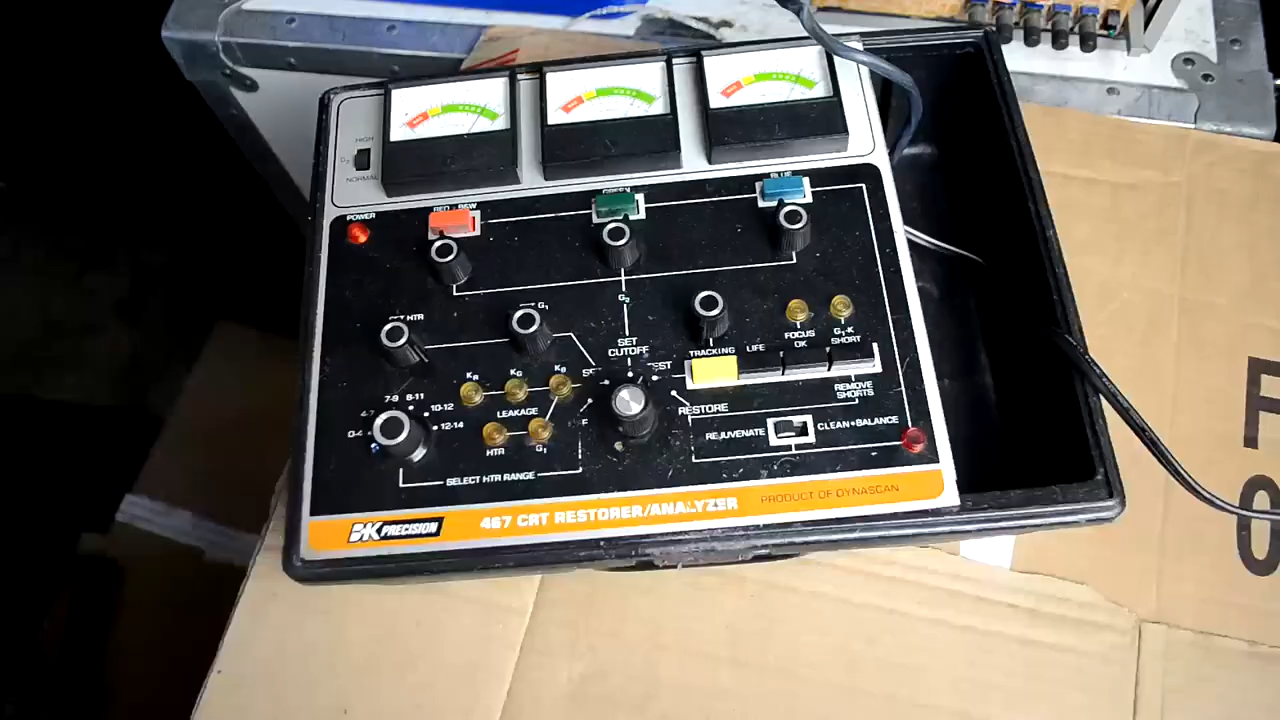 HIGH
NORMAL
POWER
RED - B&W
GREEN
BLUE
HTR
G1
G2
SET
CUTOFF
TRACKING
LIFE
FOCUS
OK
G1-K
SHORT
REMOVE
SHORTS
KR
KG
KB
LEAKAGE
HTR
G1
7-9
8-11
10-12
12-14
4-7
0-4
SELECT HTR RANGE
RESTORE
REJUVENATE
CLEAN•BALANCE
BK PRECISION
467 CRT RESTORER/ANALYZER
PRODUCT OF DYNASCAN